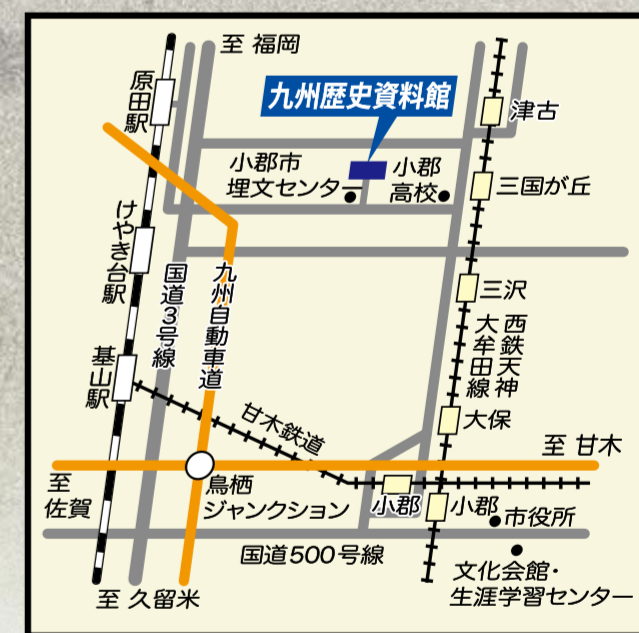 至 福岡
原田駅
九州歴史資料館
津古
小郡市
埋文センター
小郡
高校
三国が丘
けやき台駅
国道3号線
九州自動車道
三沢
西鉄天神
大牟田線
基山駅
甘木鉄道
大保
至 甘木
至
佐賀
鳥栖
ジャンクション
小郡
小郡
市役所
国道500号線
文化会館・
生涯学習センター
至 久留米